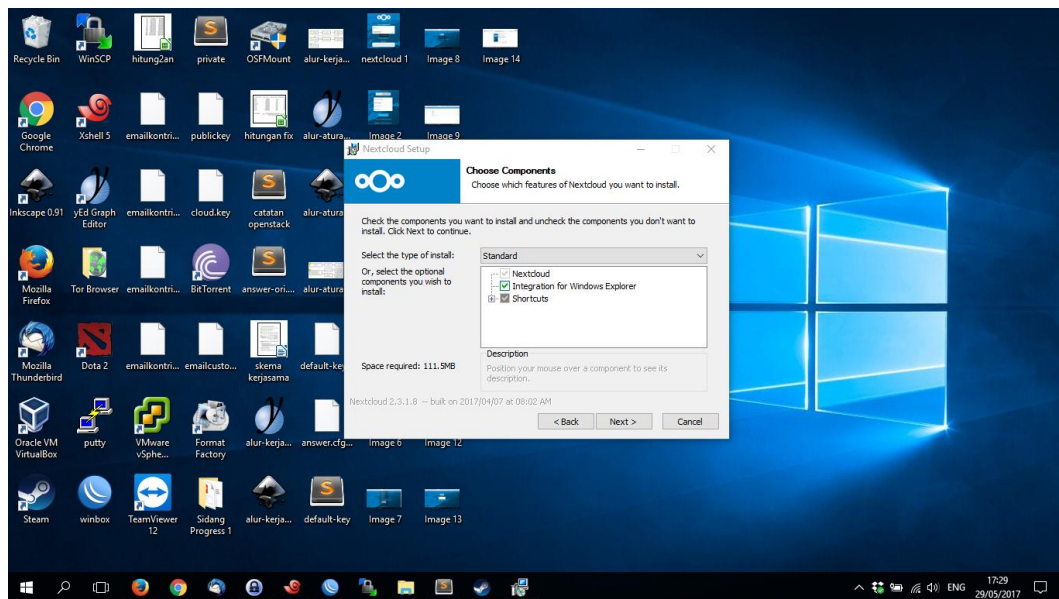 Recycle Bin
WinSCP
hitung2an
private
OSFMount
alur-kerja...
nextcloud 1
Image 8
Image 14
Google
Chrome
Xshell 5
emailkontri...
publickey
hitungan fix
alur-atura...
Image 2
Image 9
Inkscape 0.91
yEd Graph
Editor
emailkontri...
cloud.key
catatan
openstack
alur-atura
Mozilla
Firefox
Tor Browser
emailkontri...
BitTorrent
answer-ori....
alur-atura
Mozilla
Thunderbird
Dota 2
emailkontri...
emailcusto...
skema
kerjasama
default-key
Oracle VM
VirtualBox
putty
VMware
vSphe...
Format
Factory
alur-kerja...
answer.cfg...
Image 6
Image 12
Steam
winbox
TeamViewer
12
Sidang
Progress 1
alur-kerja...
default-key
Image 7
Image 13
Nextcloud Setup
Choose Components
Choose which features of Nextcloud you want to install.
Check the components you want to install and uncheck the components you don't want to
install. Click Next to continue.
Select the type of install:
Standard
Or, select the optional
components you wish to
install:
Nextcloud
Integration for Windows Explorer
Shortcuts
Space required: 111.5MB
Description
Position your mouse over a component to see its
description.
Nextcloud 2.3.1.8 -- built on 2017/04/07 at 08:02 AM
< Back
Next >
Cancel
ENG
17:29
29/05/2017